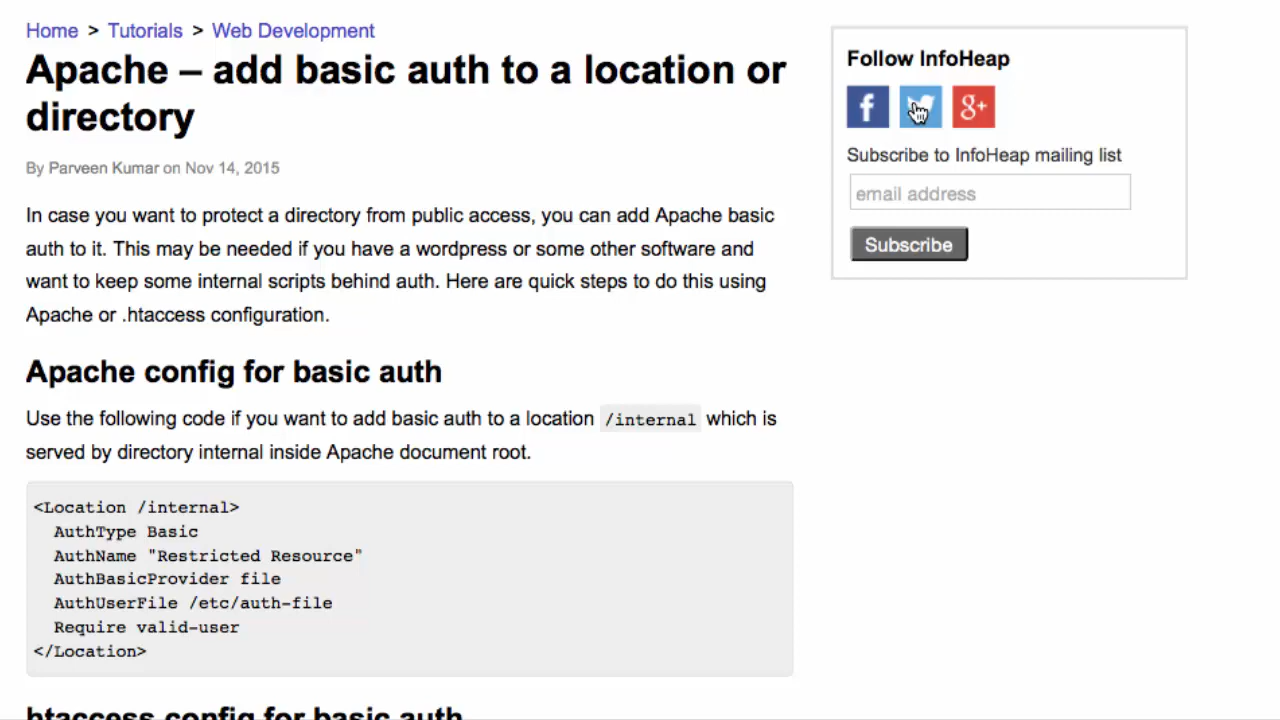 Home > Tutorials > Web Development
Apache – add basic auth to a location or
directory
By Parveen Kumar on Nov 14, 2015
In case you want to protect a directory from public access, you can add Apache basic
auth to it. This may be needed if you have a wordpress or some other software and
want to keep some internal scripts behind auth. Here are quick steps to do this using
Apache or .htaccess configuration.
Apache config for basic auth
Use the following code if you want to add basic auth to a location /internal which is
served by directory internal inside Apache document root.
<Location /internal>
  AuthType Basic
  AuthName "Restricted Resource"
  AuthBasicProvider file
  AuthUserFile /etc/auth-file
  Require valid-user
</Location>
htaccess config for basic auth
Follow InfoHeap
f
g+
Subscribe to InfoHeap mailing list
email address
Subscribe